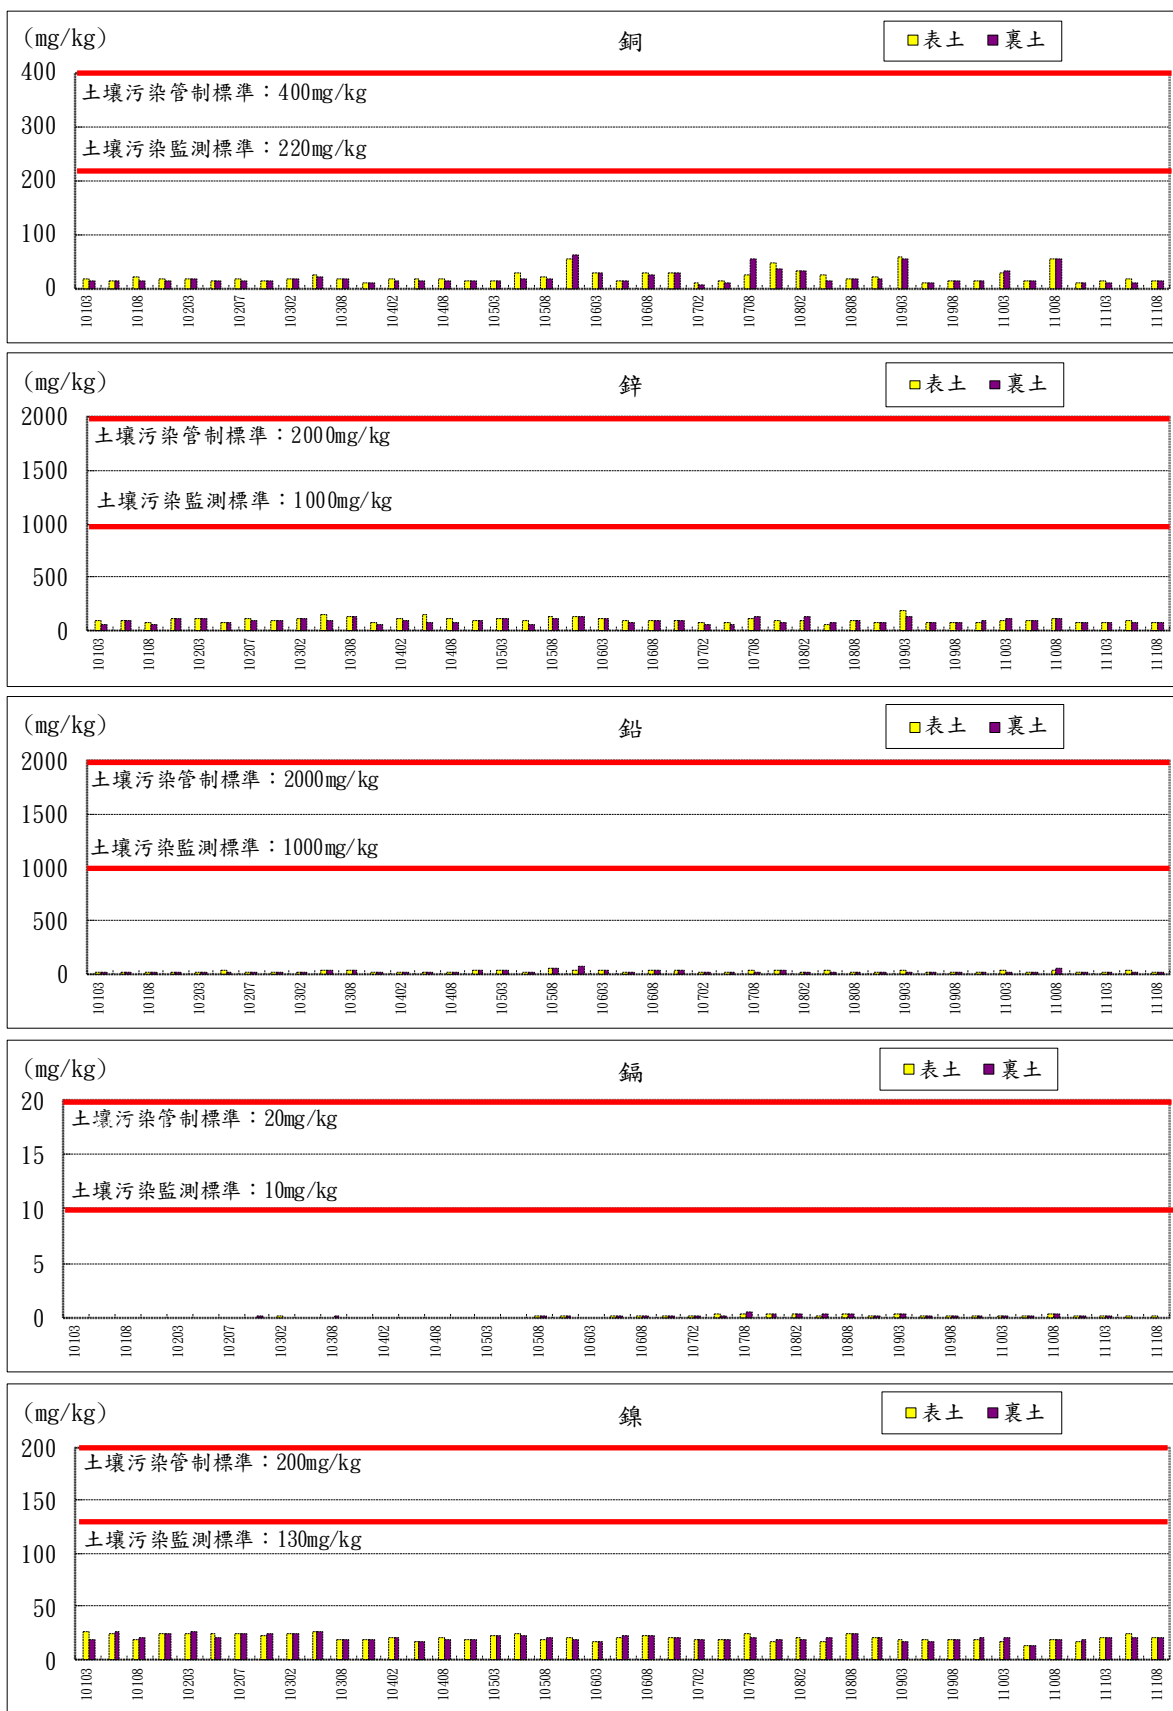 (mg/kg) 銅 表土 裏土
400
土壤污染管制標準：400mg/kg
300
土壤污染監測標準：220mg/kg
200
100
0
10103 10108 10203 10207 10302 10308 10402 10408 10503 10508 10603 10608 10702 10708 10802 10808 10903 10908 11003 11008 11103 11108
(mg/kg) 鋅 表土 裏土
2000
土壤污染管制標準：2000mg/kg
1500
土壤污染監測標準：1000mg/kg
1000
500
0
10103 10108 10203 10207 10302 10308 10402 10408 10503 10508 10603 10608 10702 10708 10802 10808 10903 10908 11003 11008 11103 11108
(mg/kg) 鉛 表土 裏土
2000
土壤污染管制標準：2000mg/kg
1500
土壤污染監測標準：1000mg/kg
1000
500
0
10103 10108 10203 10207 10302 10308 10402 10408 10503 10508 10603 10608 10702 10708 10802 10808 10903 10908 11003 11008 11103 11108
(mg/kg) 鎘 表土 裏土
20
土壤污染管制標準：20mg/kg
15
土壤污染監測標準：10mg/kg
10
5
0
10103 10108 10203 10207 10302 10308 10402 10408 10503 10508 10603 10608 10702 10708 10802 10808 10903 10908 11003 11008 11103 11108
(mg/kg) 鎳 表土 裏土
200
土壤污染管制標準：200mg/kg
150
土壤污染監測標準：130mg/kg
100
50
0
10103 10108 10203 10207 10302 10308 10402 10408 10503 10508 10603 10608 10702 10708 10802 10808 10903 10908 11003 11008 11103 11108